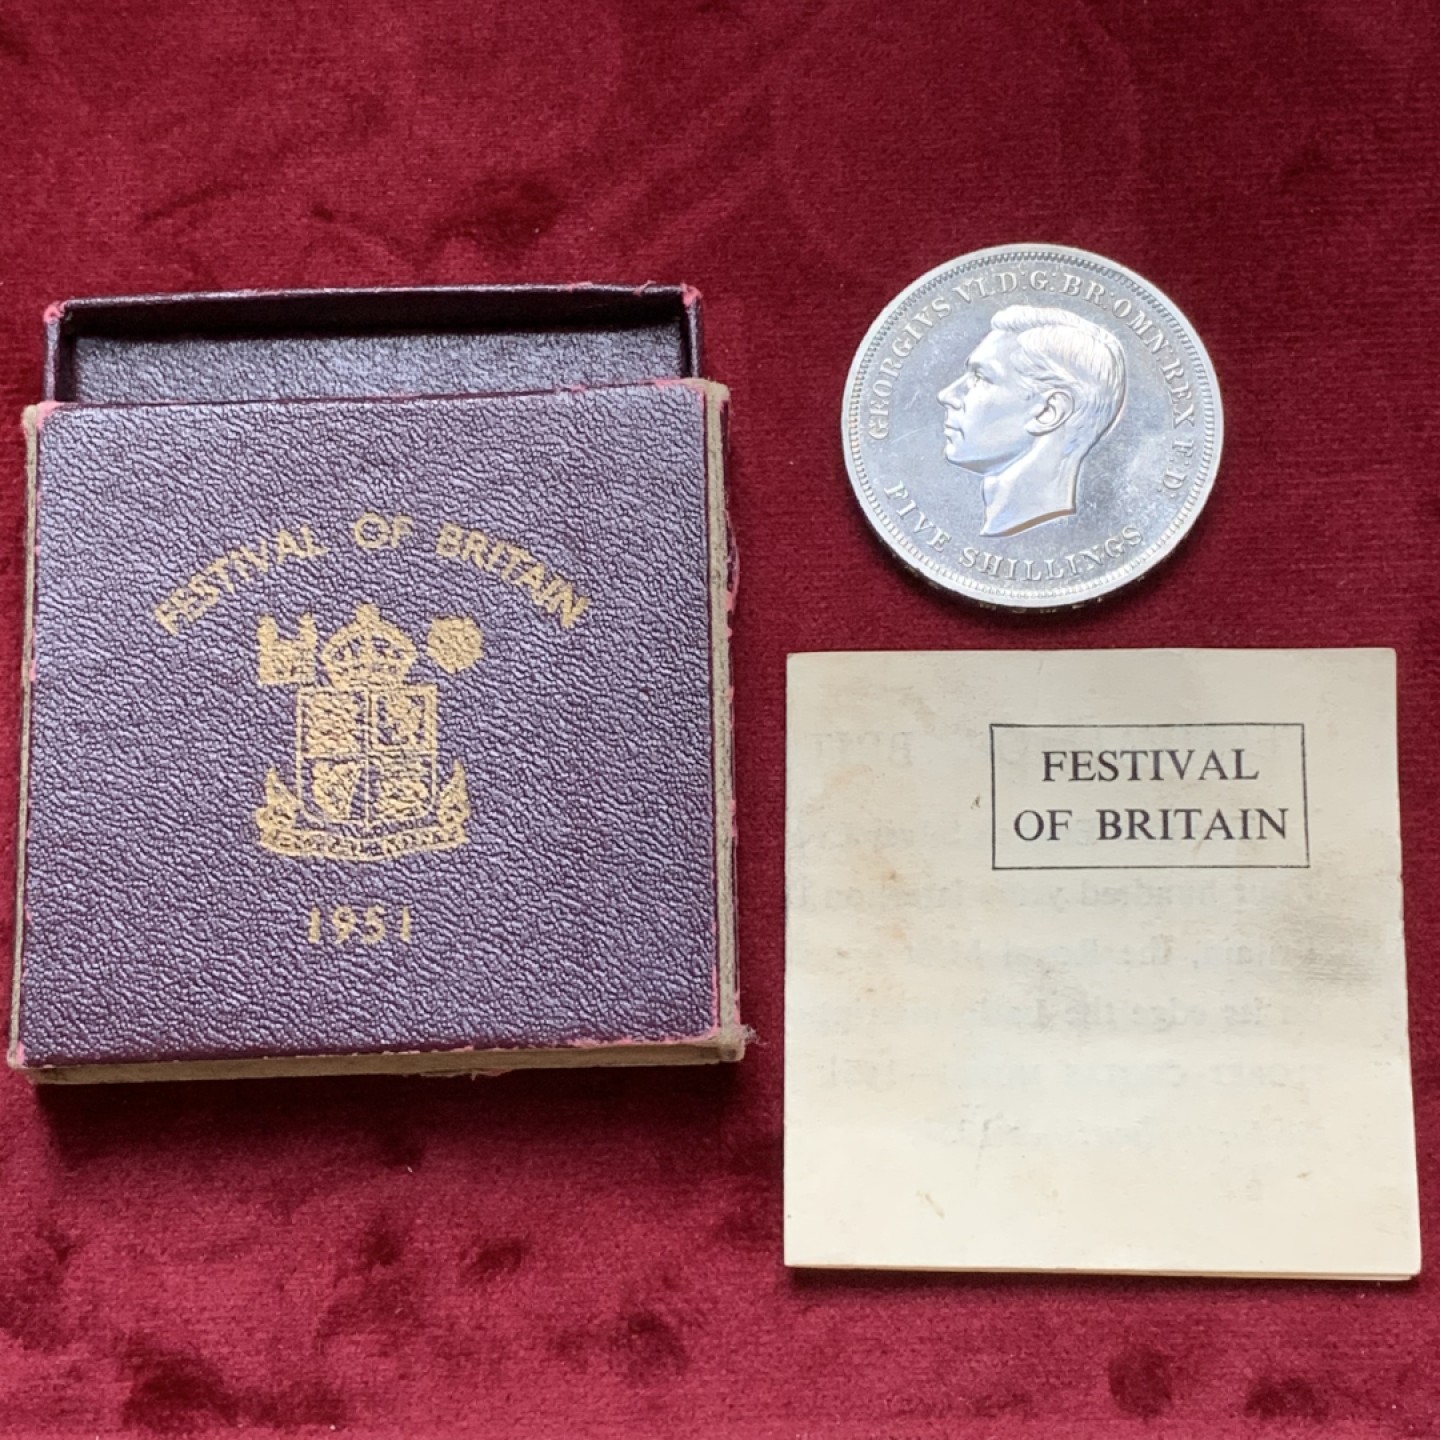 FESTIVAL OF BRITAIN
1951
GEORGIVS VI D:G:BR:OMN:REX F:D.
FIVE SHILLINGS
FESTIVAL
OF BRITAIN